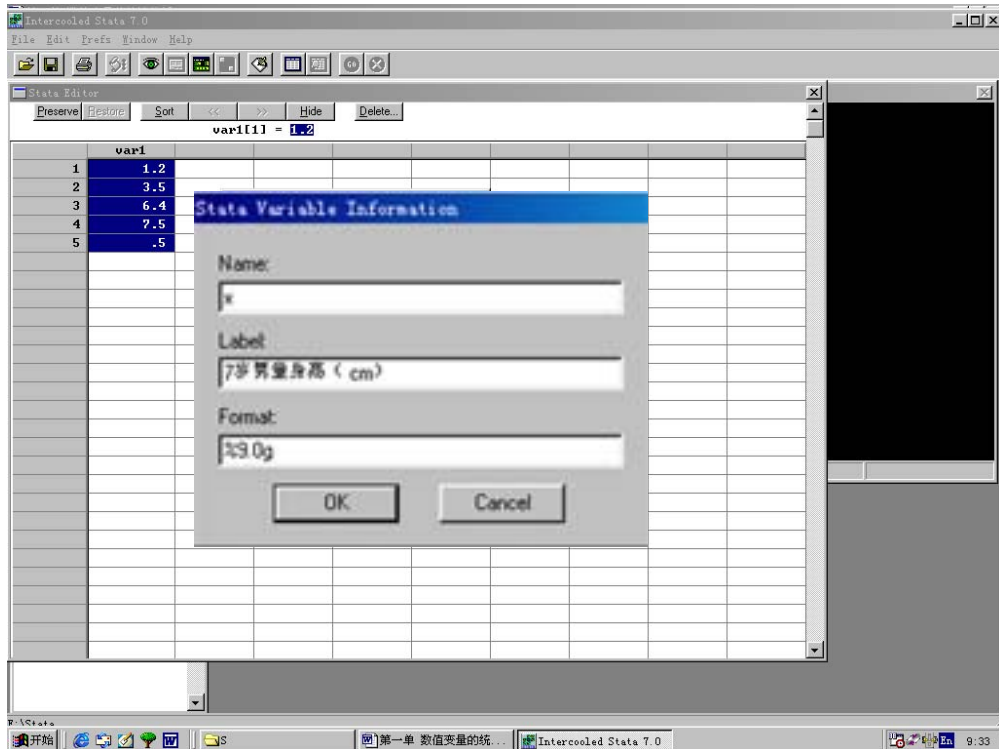 Intercooled Stata 7.0
File Edit Prefs Window Help
Stata Editor
Preserve Restore Sort << >> Hide Delete...
var1[1] = 1.2
var1
1 1.2
2 3.5
3 6.4
4 7.5
5 .5
Stata Variable Information
Name:
x
Label:
7岁男童身高（cm）
Format:
%9.0g
OK Cancel
E:\Stata
开始 S 第一单 数值变量的统... Intercooled Stata 7.0 En 9:33